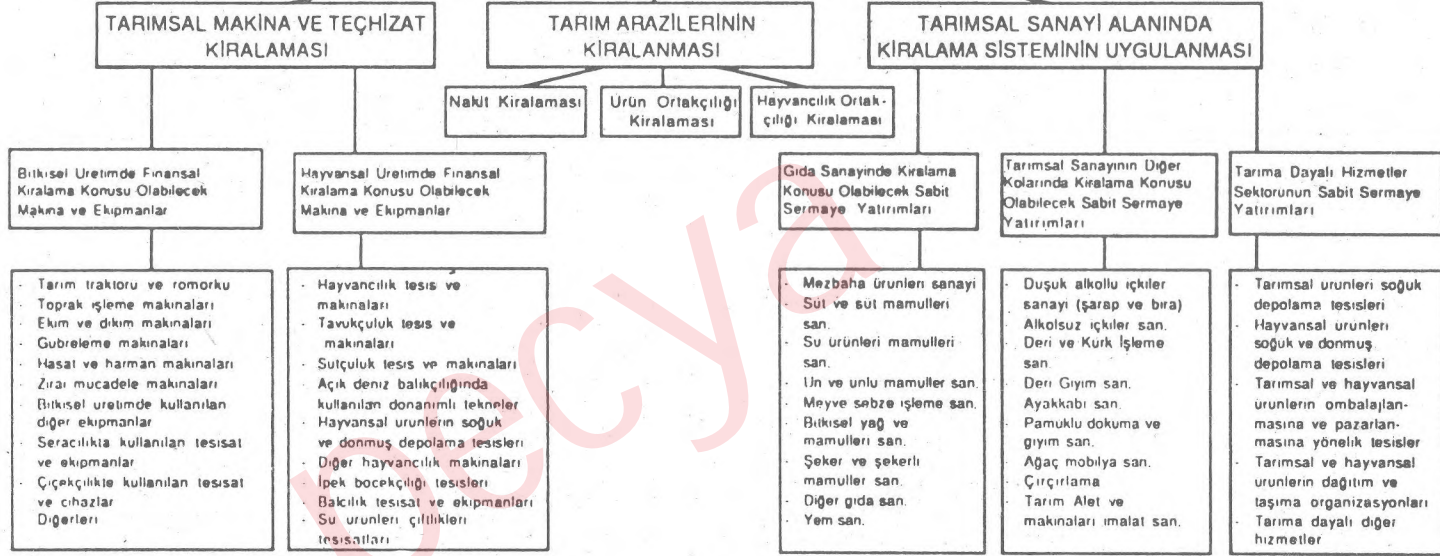 TARIMSAL MAKİNA VE TEÇHİZAT
KİRALAMASI
TARIM ARAZİLERİNİN
KİRALANMASI
TARIMSAL SANAYİ ALANINDA
KİRALAMA SİSTEMİNİN UYGULANMASI
Nakit Kiralaması
Ürün Ortakçılığı
Kiralaması
Hayvancılık Ortak-
çılığı Kiralaması
Bitkisel Uretimde Finansal
Kiralama Konusu Olabilecek
Makina ve Ekipmanlar
Hayvansal Uretimde Finansal
Kiralama Konusu Olabilecek
Makina ve Ekipmanlar
Gıda Sanayinde Kiralama
Konusu Olabilecek Sabit
Sermaye Yatırımları
Tarımsal Sanayinin Diğer
Kollarında Kiralama Konusu
Olabilecek Sabit Sermaye
Yatırımları
Tarıma Dayalı Hizmetler
Sektorunun Sabit Sermaye
Yatırımları
- Tarım traktoru ve romorku
- Toprak işleme makinaları
- Ekim ve dikim makinaları
- Gubreleme makinaları
- Hasat ve harman makinaları
- Zirai mucadele makinaları
- Bitkisel uretimde kullanılan
diğer ekipmanlar
- Seracılıkta kullanılan tesisat
ve ekipmanlar
- Çiçekçilikte kullanılan tesisat
ve cihazlar
Diğerleri
- Hayvancılık tesis ve
makinaları
- Tavukçuluk tesis ve
makinaları
- Sutçuluk tesis ve makinaları
- Açık deniz balıkçılığında
kullanılan donanımlı tekneler
- Hayvansal urunlerin soğuk
ve donmuş depolama tesisleri
- Diğer hayvancılık makinaları
- İpek bocekçiliği tesisleri
- Balcılık tesisat ve ekipmanları
- Su urunleri çiftlikleri
tesisatları
- Mezbaha ürünleri sanayi
- Süt ve süt mamulleri
san.
- Su ürünleri mamulleri
san.
- Un ve unlu mamuller san.
- Meyve sebze işleme san.
- Bitkisel yağ ve
mamulleri san.
- Şeker ve şekerli
mamuller san.
- Diğer gıda san.
- Yem san.
- Duşuk alkollu içkiler
sanayi (şarap ve bira)
- Alkolsuz içkiler san.
- Deri ve Kürk İşleme
san.
- Deri Giyim san.
- Ayakkabı san.
- Pamuklu dokuma ve
giyim san.
- Ağaç mobilya san.
- Çırçırlama
- Tarım Alet ve
makinaları imalat san.
- Tarımsal urunleri soğuk
depolama tesisleri
- Hayvansal urunleri
soğuk ve donmuş
depolama tesisleri
- Tarımsal ve hayvansal
urunlerin ombalajlan-
masına ve pazarlan-
masına yönelik tesisler
- Tarımsal ve hayvansal
urunlerin dağıtım ve
taşıma organizasyonları
- Tarıma dayalı diğer
hizmetler
pecya